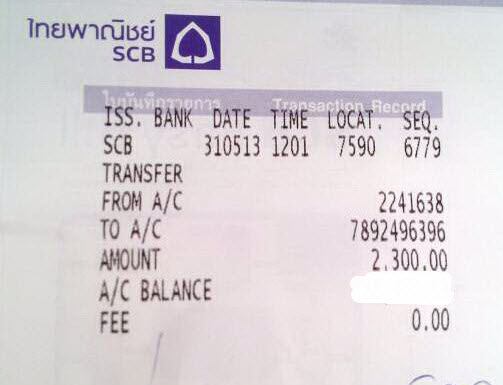 ไทยพาณิชย์
SCB
ใบบันทึกรายการ Transaction Record
ISS. BANK DATE TIME LOCAT. SEQ.
SCB 310513 1201 7590 6779
TRANSFER
FROM A/C 2241638
TO A/C 7892496396
AMOUNT 2,300.00
A/C BALANCE
FEE 0.00